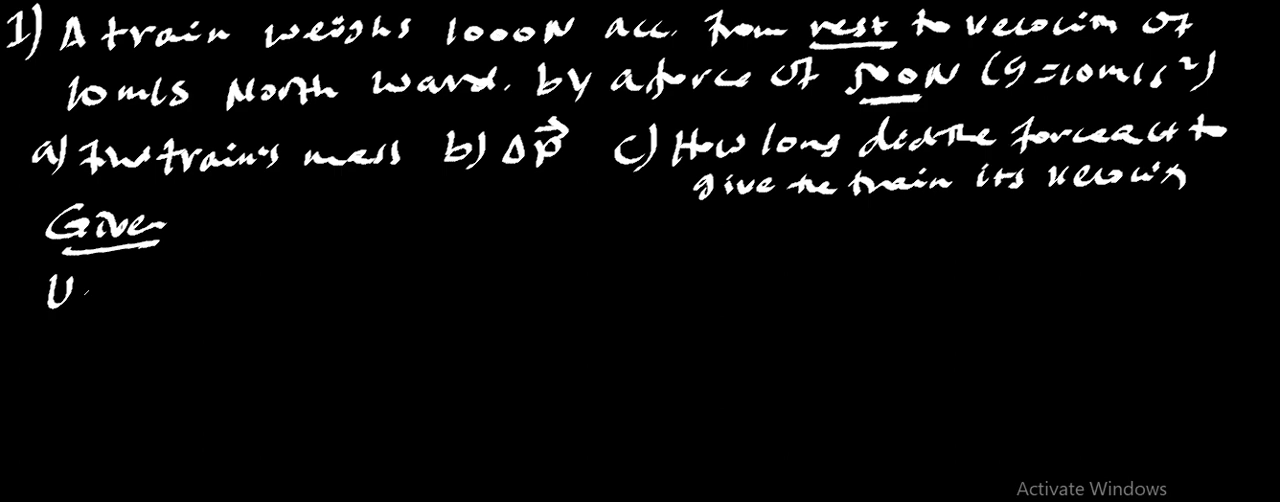 1) A train weighs 1000N acc. from rest to velocity of
10 m/s North ward. by a force of 500N (g=10m/s²)
a) the train's mass b) Δp⃗ c) How long did the force act to
give the train its velocity
Given
U
Activate Windows